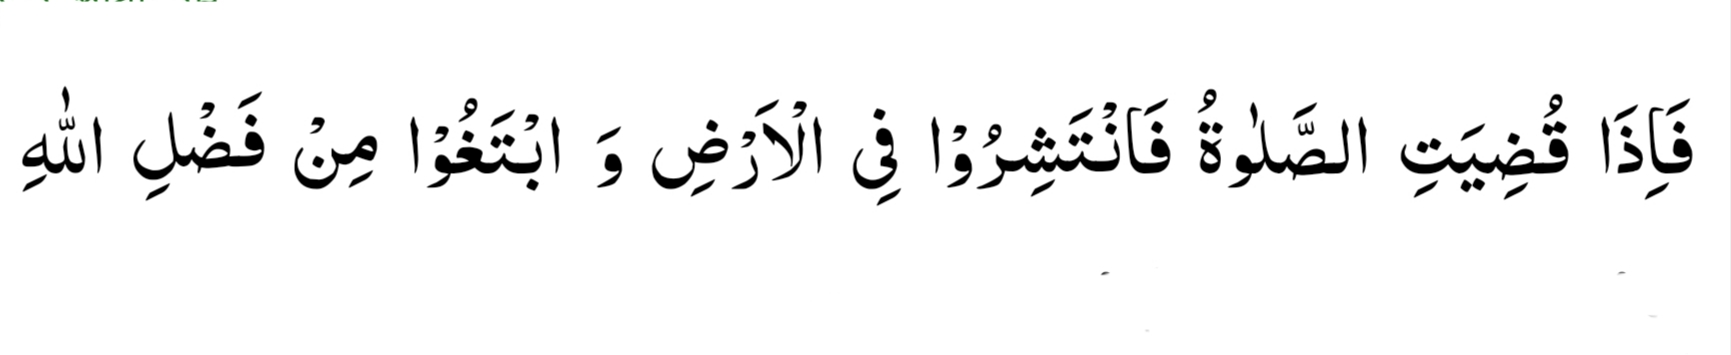 فَاِذَا قُضِيَتِ الصَّلٰوةُ فَانْتَشِرُوْا فِي الْاَرْضِ وَ ابْتَغُوْا مِنْ فَضْلِ اللّٰهِ